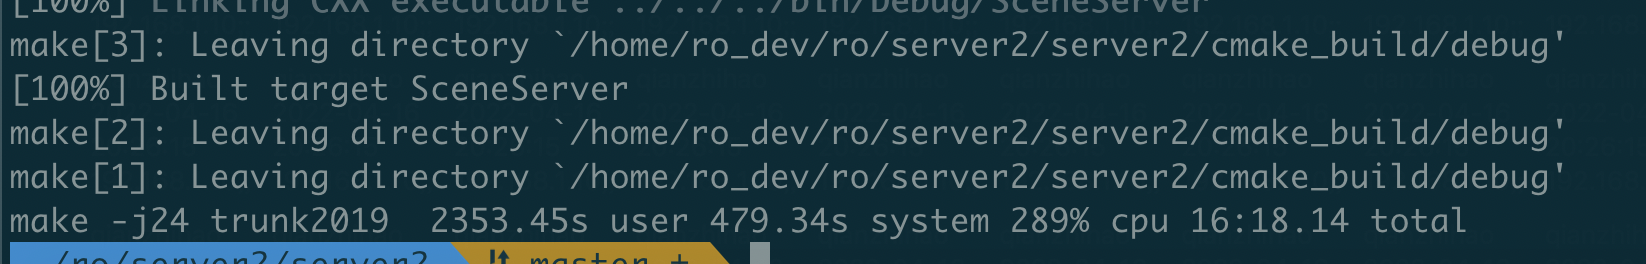 [100%] Linking CXX executable ../../../bin/Debug/SceneServer
make[3]: Leaving directory `/home/ro_dev/ro/server2/server2/cmake_build/debug'
[100%] Built target SceneServer
make[2]: Leaving directory `/home/ro_dev/ro/server2/server2/cmake_build/debug'
make[1]: Leaving directory `/home/ro_dev/ro/server2/server2/cmake_build/debug'
make -j24 trunk2019  2353.45s user 479.34s system 289% cpu 16:18.14 total
~/ro/server2/server2 master +